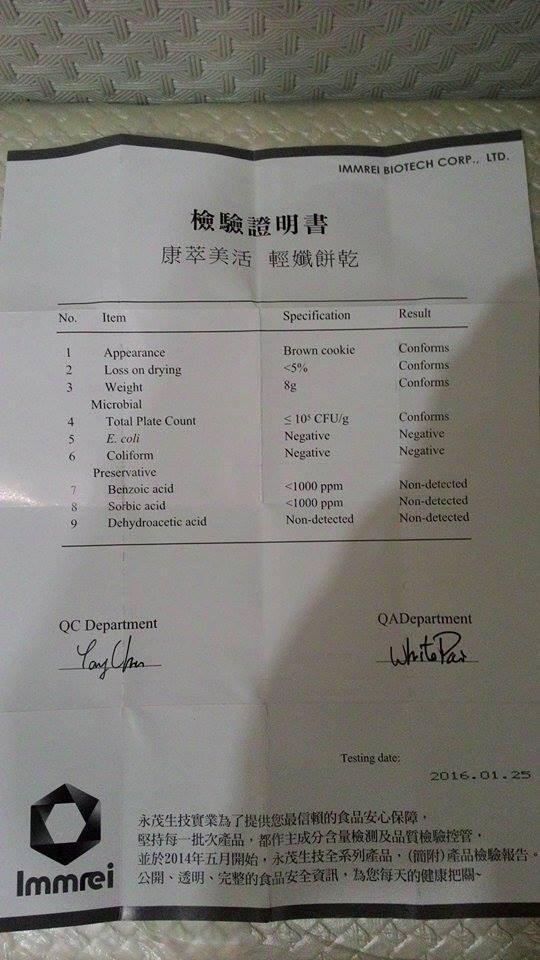 IMMREI BIOTECH CORP., LTD.
檢驗證明書
康萃美活 輕孅餅乾
No. Item Specification Result
1 Appearance Brown cookie Conforms
2 Loss on drying <5% Conforms
3 Weight 8g Conforms
Microbial
4 Total Plate Count ≤ 10⁵ CFU/g Conforms
5 E. coli Negative Negative
6 Coliform Negative Negative
Preservative
7 Benzoic acid <1000 ppm Non-detected
8 Sorbic acid <1000 ppm Non-detected
9 Dehydroacetic acid Non-detected Non-detected
QC Department QADepartment
White Pai
Testing date:
2016.01.25
永茂生技實業為了提供您最信賴的食品安心保障，
堅持每一批次產品，都作主成分含量檢測及品質檢驗控管，
並於2014年五月開始，永茂生技全系列產品，(簡附)產品檢驗報告。
公開、透明、完整的食品安全資訊，為您每天的健康把關~
Immrei